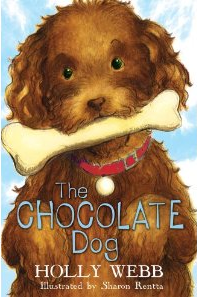 The
CHOCOLATE
Dog
HOLLY WEBB
Illustrated by Sharon Rentta